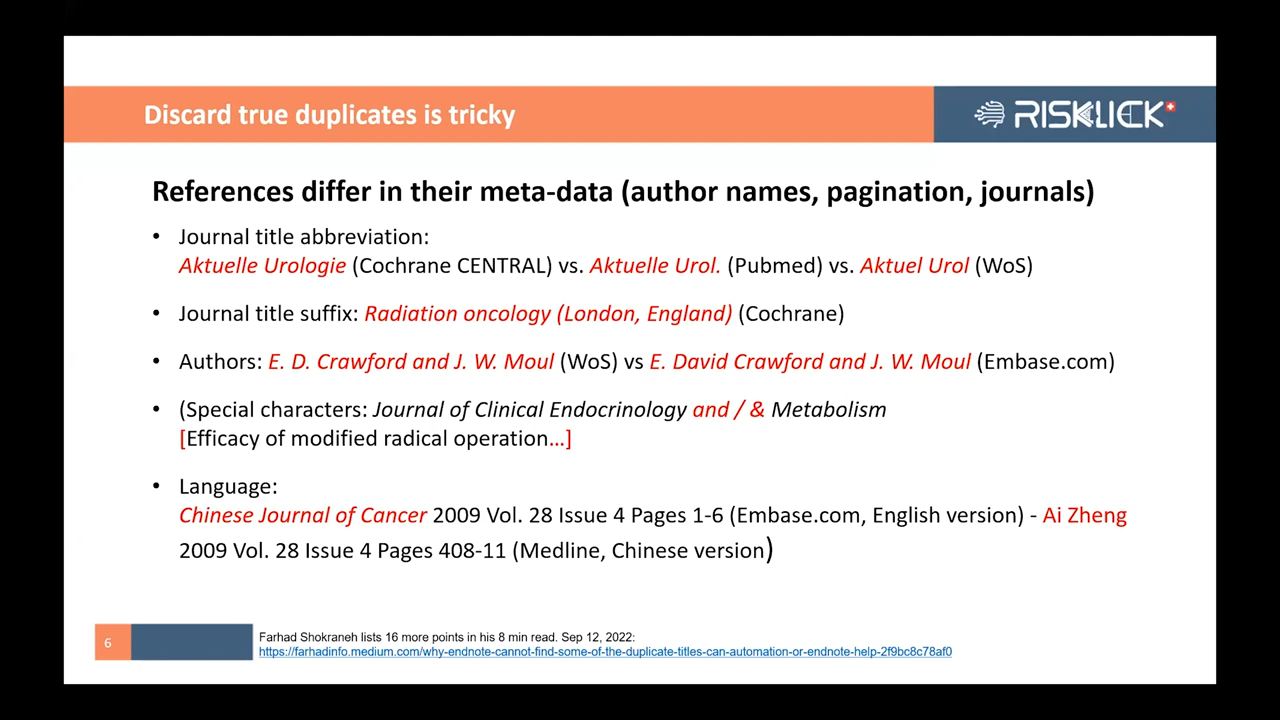 Discard true duplicates is tricky
RISKLICK
References differ in their meta-data (author names, pagination, journals)
• Journal title abbreviation:
Aktuelle Urologie (Cochrane CENTRAL) vs. Aktuelle Urol. (Pubmed) vs. Aktuel Urol (WoS)
• Journal title suffix: Radiation oncology (London, England) (Cochrane)
• Authors: E. D. Crawford and J. W. Moul (WoS) vs E. David Crawford and J. W. Moul (Embase.com)
• (Special characters: Journal of Clinical Endocrinology and / & Metabolism
[Efficacy of modified radical operation…]
• Language:
Chinese Journal of Cancer 2009 Vol. 28 Issue 4 Pages 1-6 (Embase.com, English version) - Ai Zheng
2009 Vol. 28 Issue 4 Pages 408-11 (Medline, Chinese version)
6
Farhad Shokraneh lists 16 more points in his 8 min read. Sep 12, 2022:
https://farhadinfo.medium.com/why-endnote-cannot-find-some-of-the-duplicate-titles-can-automation-or-endnote-help-2f9bc8c78af0